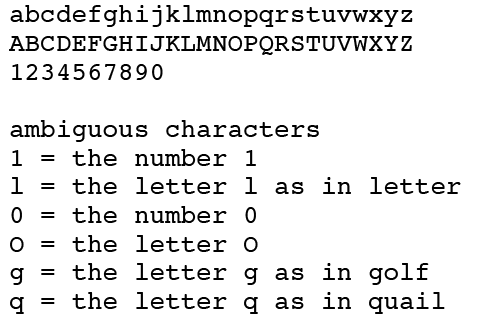 abcdefghijklmnopqrstuvwxyz
ABCDEFGHIJKLMNOPQRSTUVWXYZ
1234567890

ambiguous characters
1 = the number 1
l = the letter l as in letter
0 = the number 0
O = the letter O
g = the letter g as in golf
q = the letter q as in quail